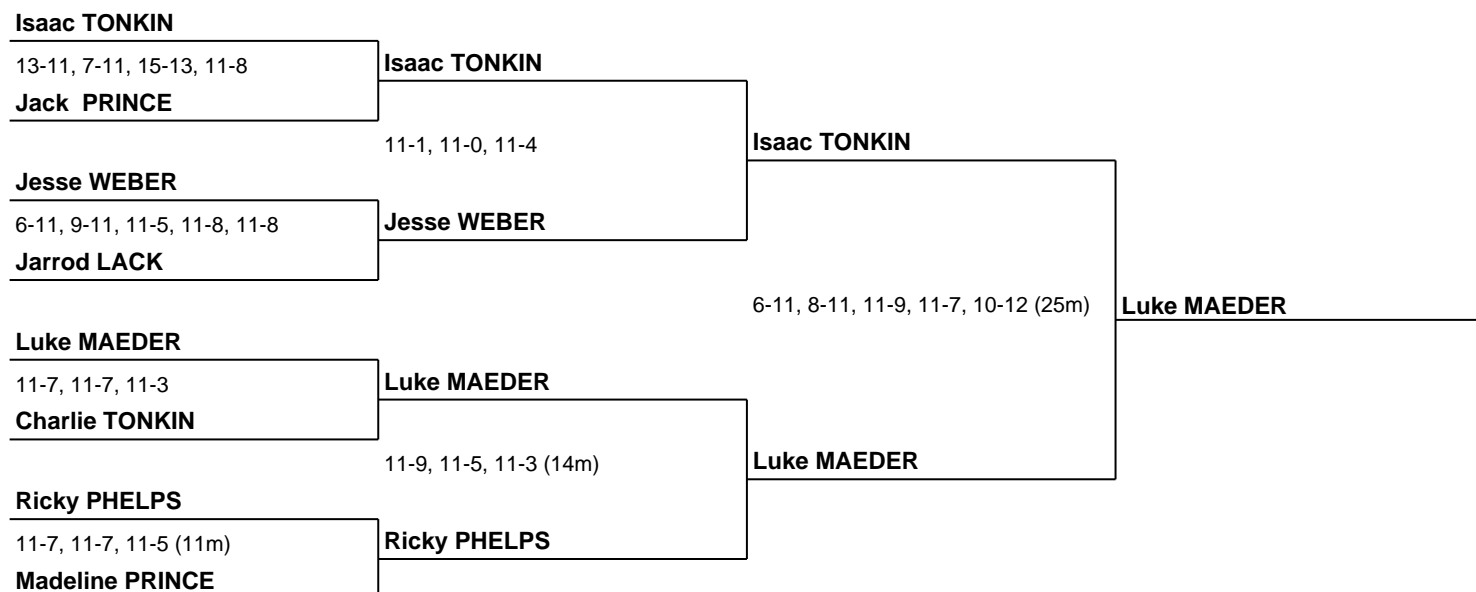 Isaac TONKIN
13-11, 7-11, 15-13, 11-8
Jack  PRINCE
Isaac TONKIN
11-1, 11-0, 11-4
Jesse WEBER
6-11, 9-11, 11-5, 11-8, 11-8
Jarrod LACK
Jesse WEBER
Isaac TONKIN
6-11, 8-11, 11-9, 11-7, 10-12 (25m)
Luke MAEDER
Luke MAEDER
11-7, 11-7, 11-3
Charlie TONKIN
Luke MAEDER
11-9, 11-5, 11-3 (14m)
Luke MAEDER
Ricky PHELPS
11-7, 11-7, 11-5 (11m)
Madeline PRINCE
Ricky PHELPS